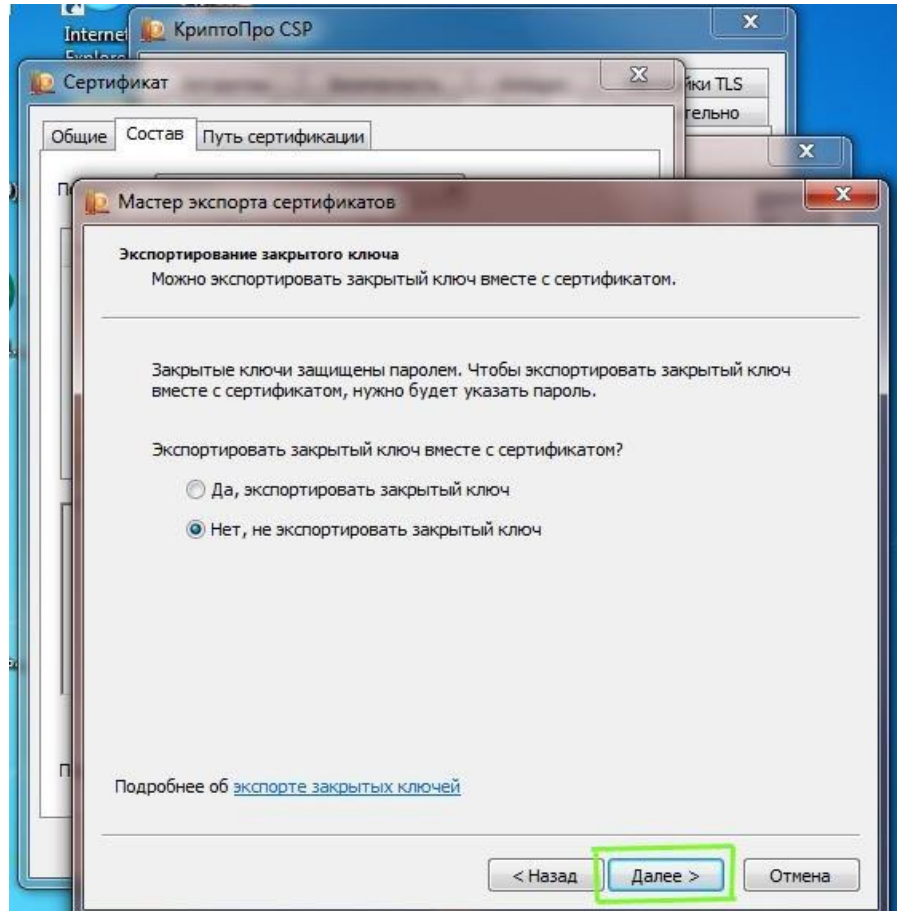 Internet
КриптоПро CSP
Сертификат
йки TLS
тельно
Общие
Состав
Путь сертификации
Мастер экспорта сертификатов
Экспортирование закрытого ключа
Можно экспортировать закрытый ключ вместе с сертификатом.
Закрытые ключи защищены паролем. Чтобы экспортировать закрытый ключ
вместе с сертификатом, нужно будет указать пароль.
Экспортировать закрытый ключ вместе с сертификатом?
Да, экспортировать закрытый ключ
Нет, не экспортировать закрытый ключ
Подробнее об экспорте закрытых ключей
< Назад
Далее >
Отмена